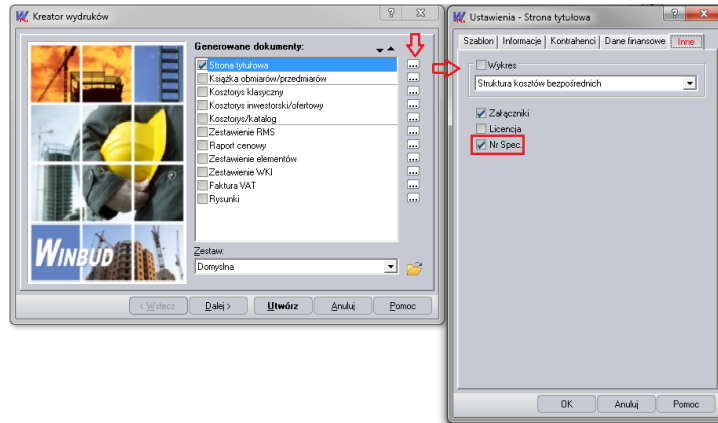 Kreator wydruków
Generowane dokumenty:
Strona tytułowa
Książka obmiarów/przedmiarów
Kosztorys klasyczny
Kosztorys inwestorski/ofertowy
Kosztorys/katalog
Zestawienie RMS
Raport cenowy
Zestawienie elementów
Zestawienie WKI
Faktura VAT
Rysunki
WINBUD
Zestaw:
Domyślna
< Wstecz
Dalej >
Utwórz
Anuluj
Pomoc
Ustawienia - Strona tytułowa
Szablon
Informacje
Kontrahenci
Dane finansowe
Inne
Wykres
Struktura kosztów bezpośrednich
Załączniki
Licencja
Nr Spec.
OK
Anuluj
Pomoc